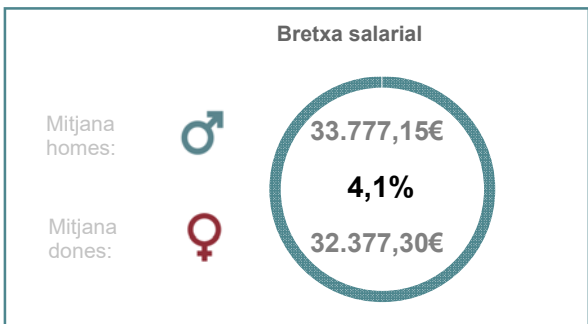 Bretxa salarial
Mitjana
homes:
33.777,15€
4,1%
Mitjana
dones:
32.377,30€